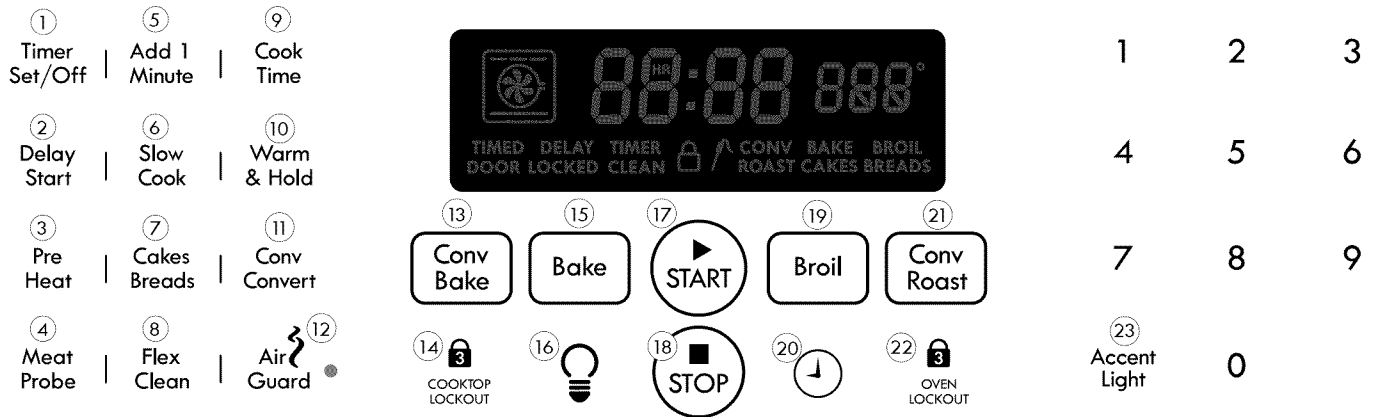 1 5 9
Timer Add 1 Cook
Set/Off Minute Time
2 6 10
Delay Slow Warm
Start Cook & Hold
3 7 11
Pre Cakes Conv
Heat Breads Convert
4 8 12
Meat Flex Air
Probe Clean Guard
88:88 888°
HR
TIMED DELAY TIMER CONV BAKE BROIL
DOOR LOCKED CLEAN ROAST CAKES BREADS
13 15 17 19 21
Conv Bake START Broil Conv
Bake Roast
14 16 18 20 22
3 STOP 3
COOKTOP OVEN
LOCKOUT LOCKOUT
1 2 3
4 5 6
7 8 9
23
Accent 0
Light